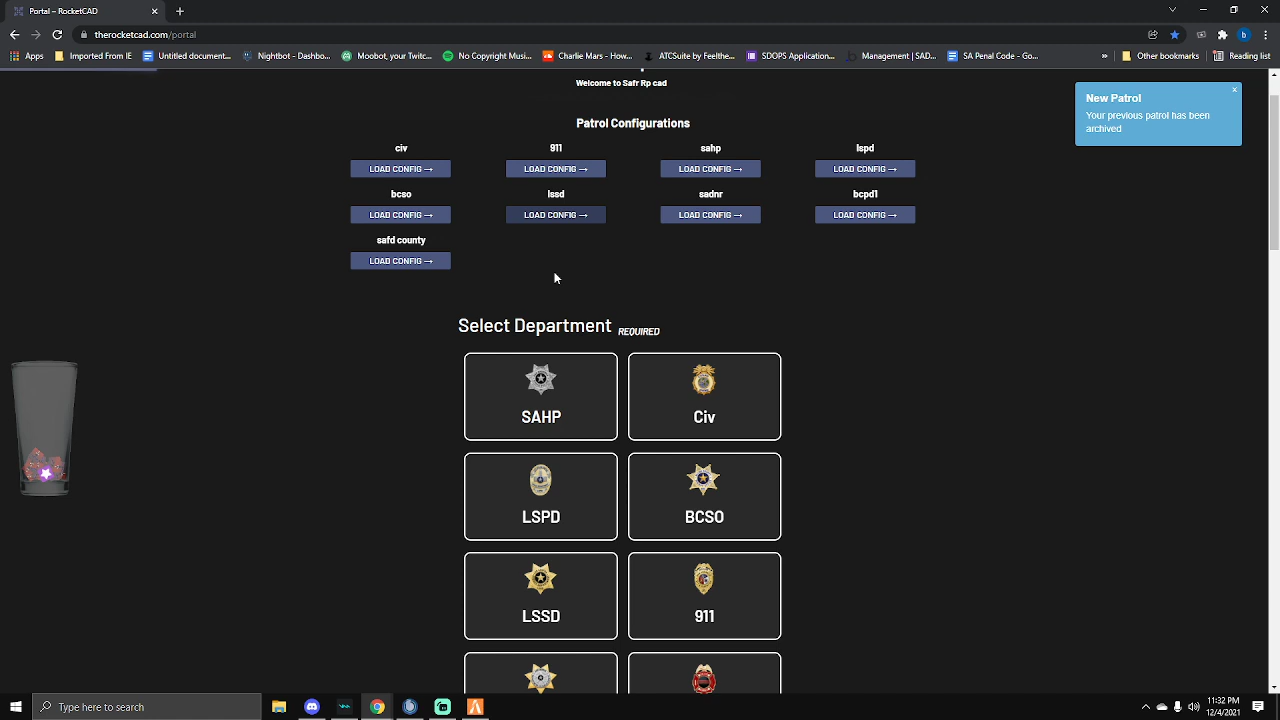 Portal – RocketCAD
therocketcad.com/portal
b
Apps
Imported From IE
Untitled document...
Nightbot - Dashbo...
Moobot, your Twitc...
No Copyright Musi...
Charlie Mars - How...
ATCSuite by Feelthe...
SDOPS Application...
Management | SAD...
SA Penal Code - Go...
»
Other bookmarks
Reading list
Welcome to Safr Rp cad
New Patrol
Your previous patrol has been
archived
Patrol Configurations
civ
911
sahp
lspd
LOAD CONFIG →
LOAD CONFIG →
LOAD CONFIG →
LOAD CONFIG →
bcso
lssd
sadnr
bcpd1
LOAD CONFIG →
LOAD CONFIG →
LOAD CONFIG →
LOAD CONFIG →
safd county
LOAD CONFIG →
Select Department REQUIRED
SAHP
Civ
LSPD
BCSO
LSSD
911
Type here to search
11:32 PM
12/4/2021